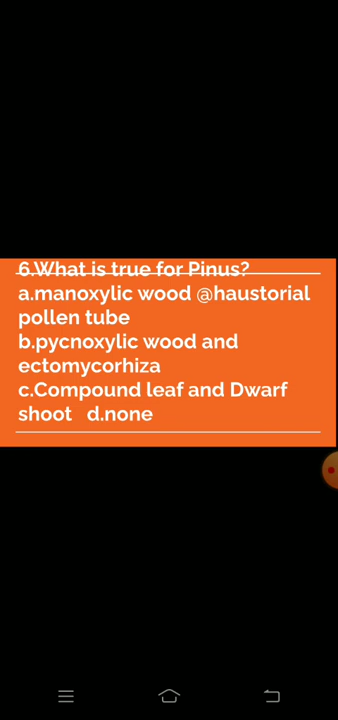 6.What is true for Pinus?
a.manoxylic wood @haustorial
pollen tube
b.pycnoxylic wood and
ectomycorhiza
c.Compound leaf and Dwarf
shoot d.none